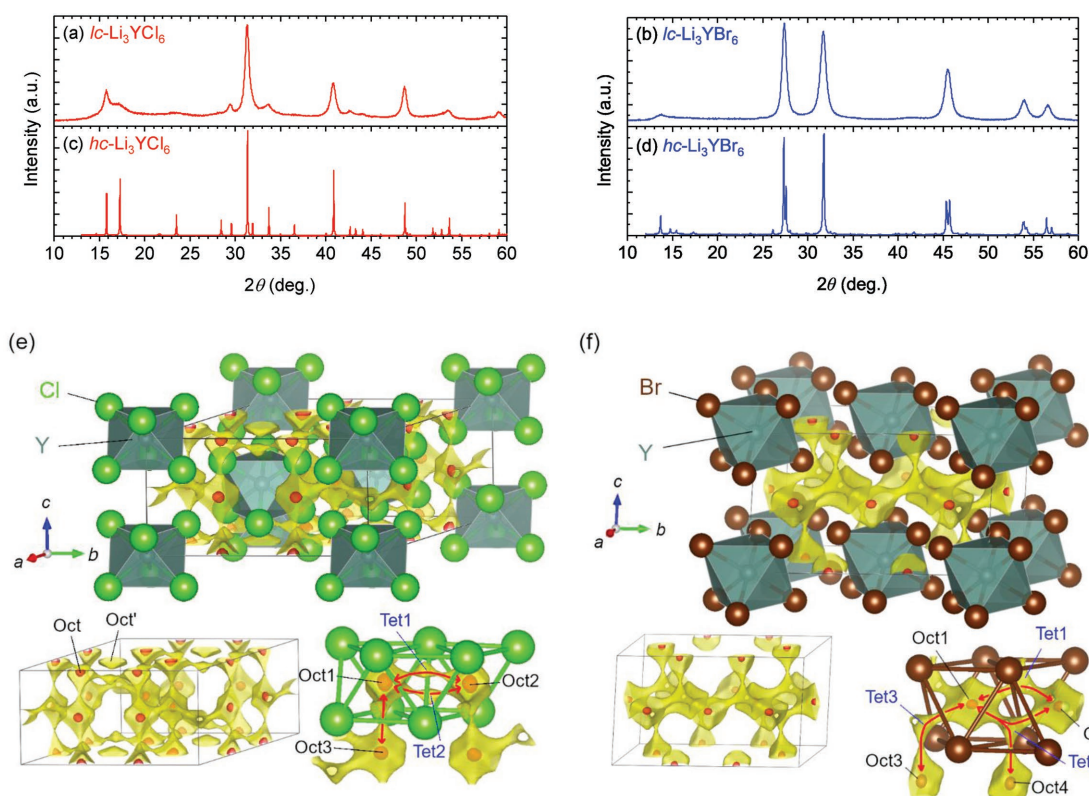 (a) lc-Li₃YCl₆
(c) hc-Li₃YCl₆
Intensity (a.u.)
10 15 20 25 30 35 40 45 50 55 60
2θ (deg.)
(b) lc-Li₃YBr₆
(d) hc-Li₃YBr₆
Intensity (a.u.)
10 15 20 25 30 35 40 45 50 55 60
2θ (deg.)
(e)
Cl
Y
c
a
b
Oct
Oct'
Tet1
Oct1
Oct2
Oct3
Tet2
(f)
Br
Y
c
a
b
Oct1
Tet1
Tet3
Oct3
Oct4